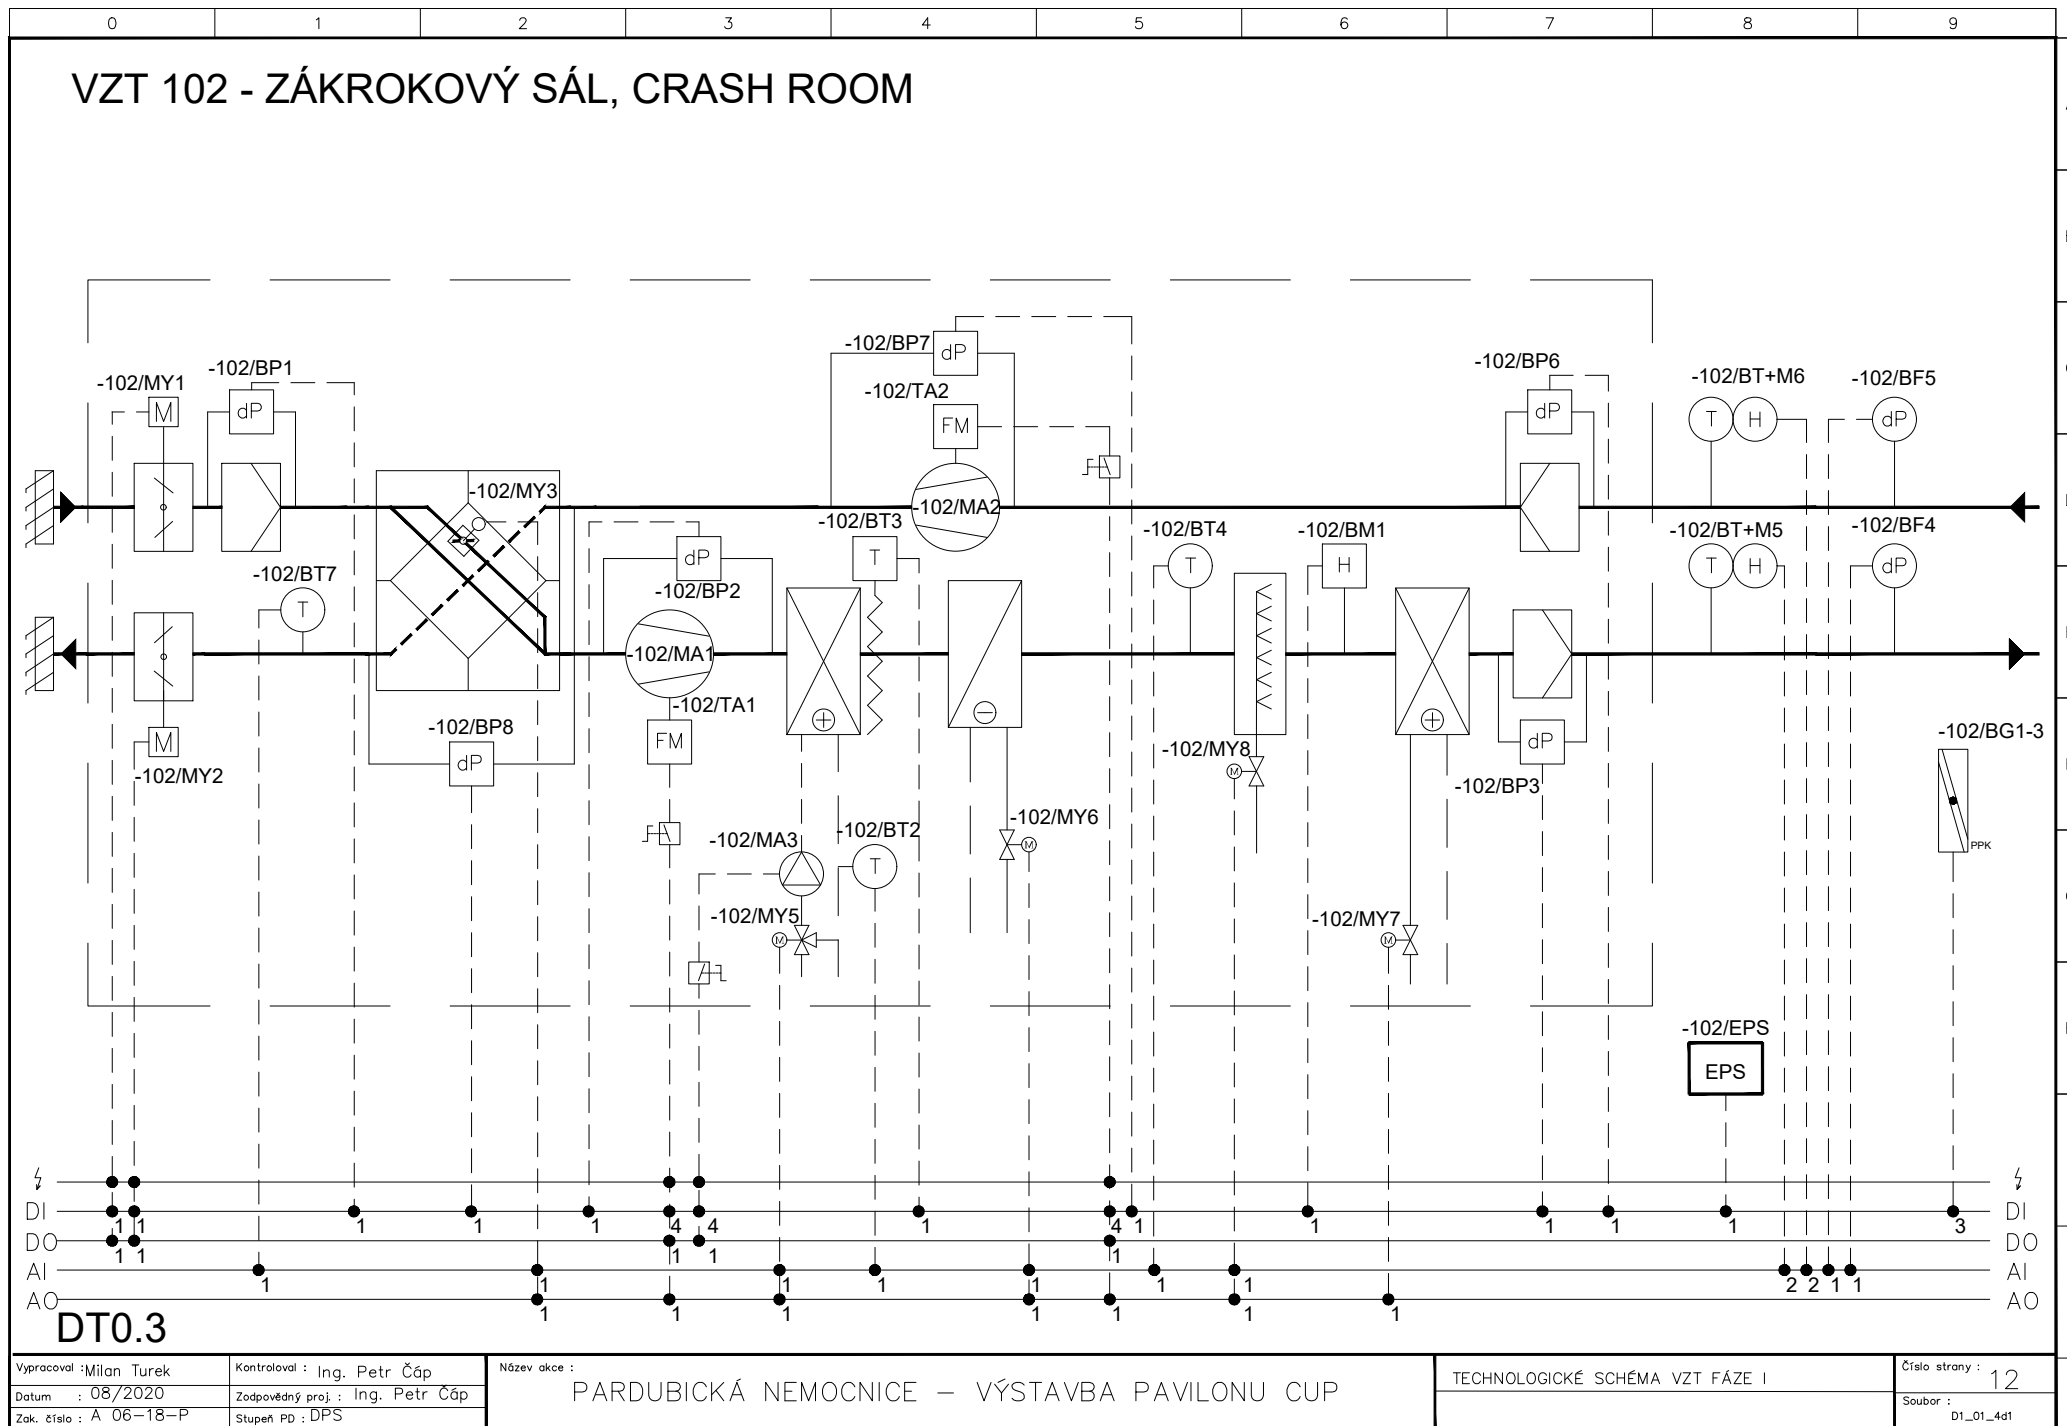 0 1 2 3 4 5 6 7 8 9
VZT 102 - ZÁKROKOVÝ SÁL, CRASH ROOM
-102/BP7 dP
-102/BP1 dP
-102/BP6 dP
-102/MY1 M
-102/TA2 FM
-102/BT+M6 T H
-102/BF5 dP
-102/MY3
-102/MA2
-102/BT3 T
-102/BT4 T
-102/BM1 H
-102/BT+M5 T H
-102/BF4 dP
-102/BT7 T
dP -102/BP2
-102/MA1
-102/TA1 FM
-102/BP8 dP
M -102/MY2
-102/MY8 M
dP -102/BP3
-102/BG1-3
PPK
-102/MA3
-102/BT2 T
-102/MY6 M
-102/MY5 M
-102/MY7 M
-102/EPS
EPS
DI 1 1 1 1 1 4 4 1 4 1 1 1 1 1 3 DI
DO 1 1 1 1 1 DO
AI 1 1 1 1 1 1 2 2 1 1 AI
AO 1 1 1 1 1 1 1 AO
DT0.3
Vypracoval : Milan Turek
Kontroloval : Ing. Petr Čáp
Název akce :
TECHNOLOGICKÉ SCHÉMA VZT FÁZE I
Číslo strany : 12
Datum : 08/2020
Zodpovědný proj. : Ing. Petr Čáp
PARDUBICKÁ NEMOCNICE – VÝSTAVBA PAVILONU CUP
Zak. číslo : A 06-18-P
Stupeň PD : DPS
Soubor : D1_01_4d1